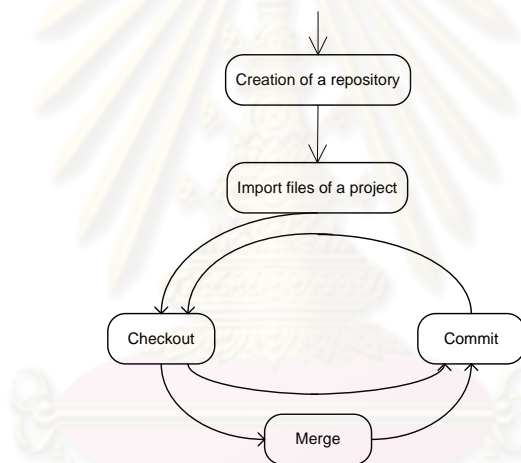 Creation of a repository
Import files of a project
Checkout
Commit
Merge